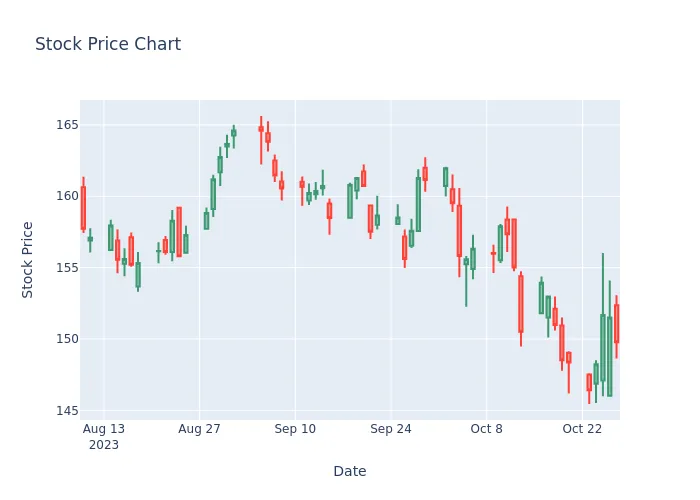 Stock Price Chart
165
160
155
150
145
Stock Price
Aug 13
2023
Aug 27
Sep 10
Sep 24
Oct 8
Oct 22
Date